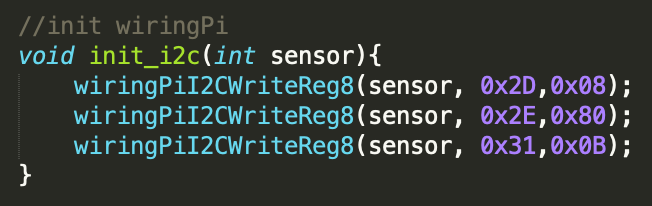 //init wiringPi
void init_i2c(int sensor){
    wiringPiI2CWriteReg8(sensor, 0x2D,0x08);
    wiringPiI2CWriteReg8(sensor, 0x2E,0x80);
    wiringPiI2CWriteReg8(sensor, 0x31,0x0B);
}